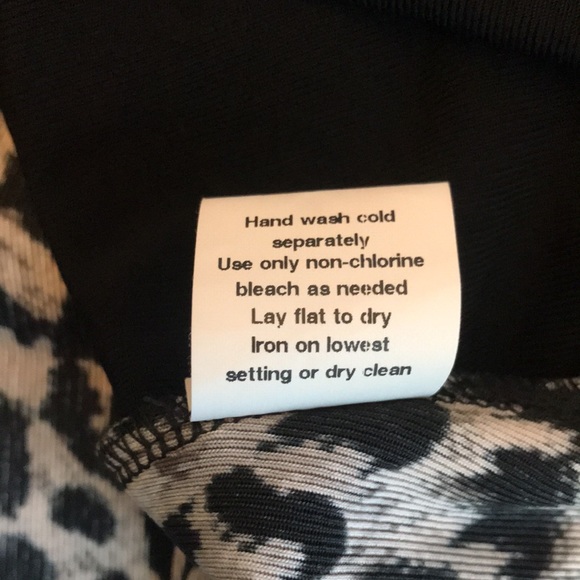 Hand wash cold
separately
Use only non-chlorine
bleach as needed
Lay flat to dry
Iron on lowest
setting or dry clean